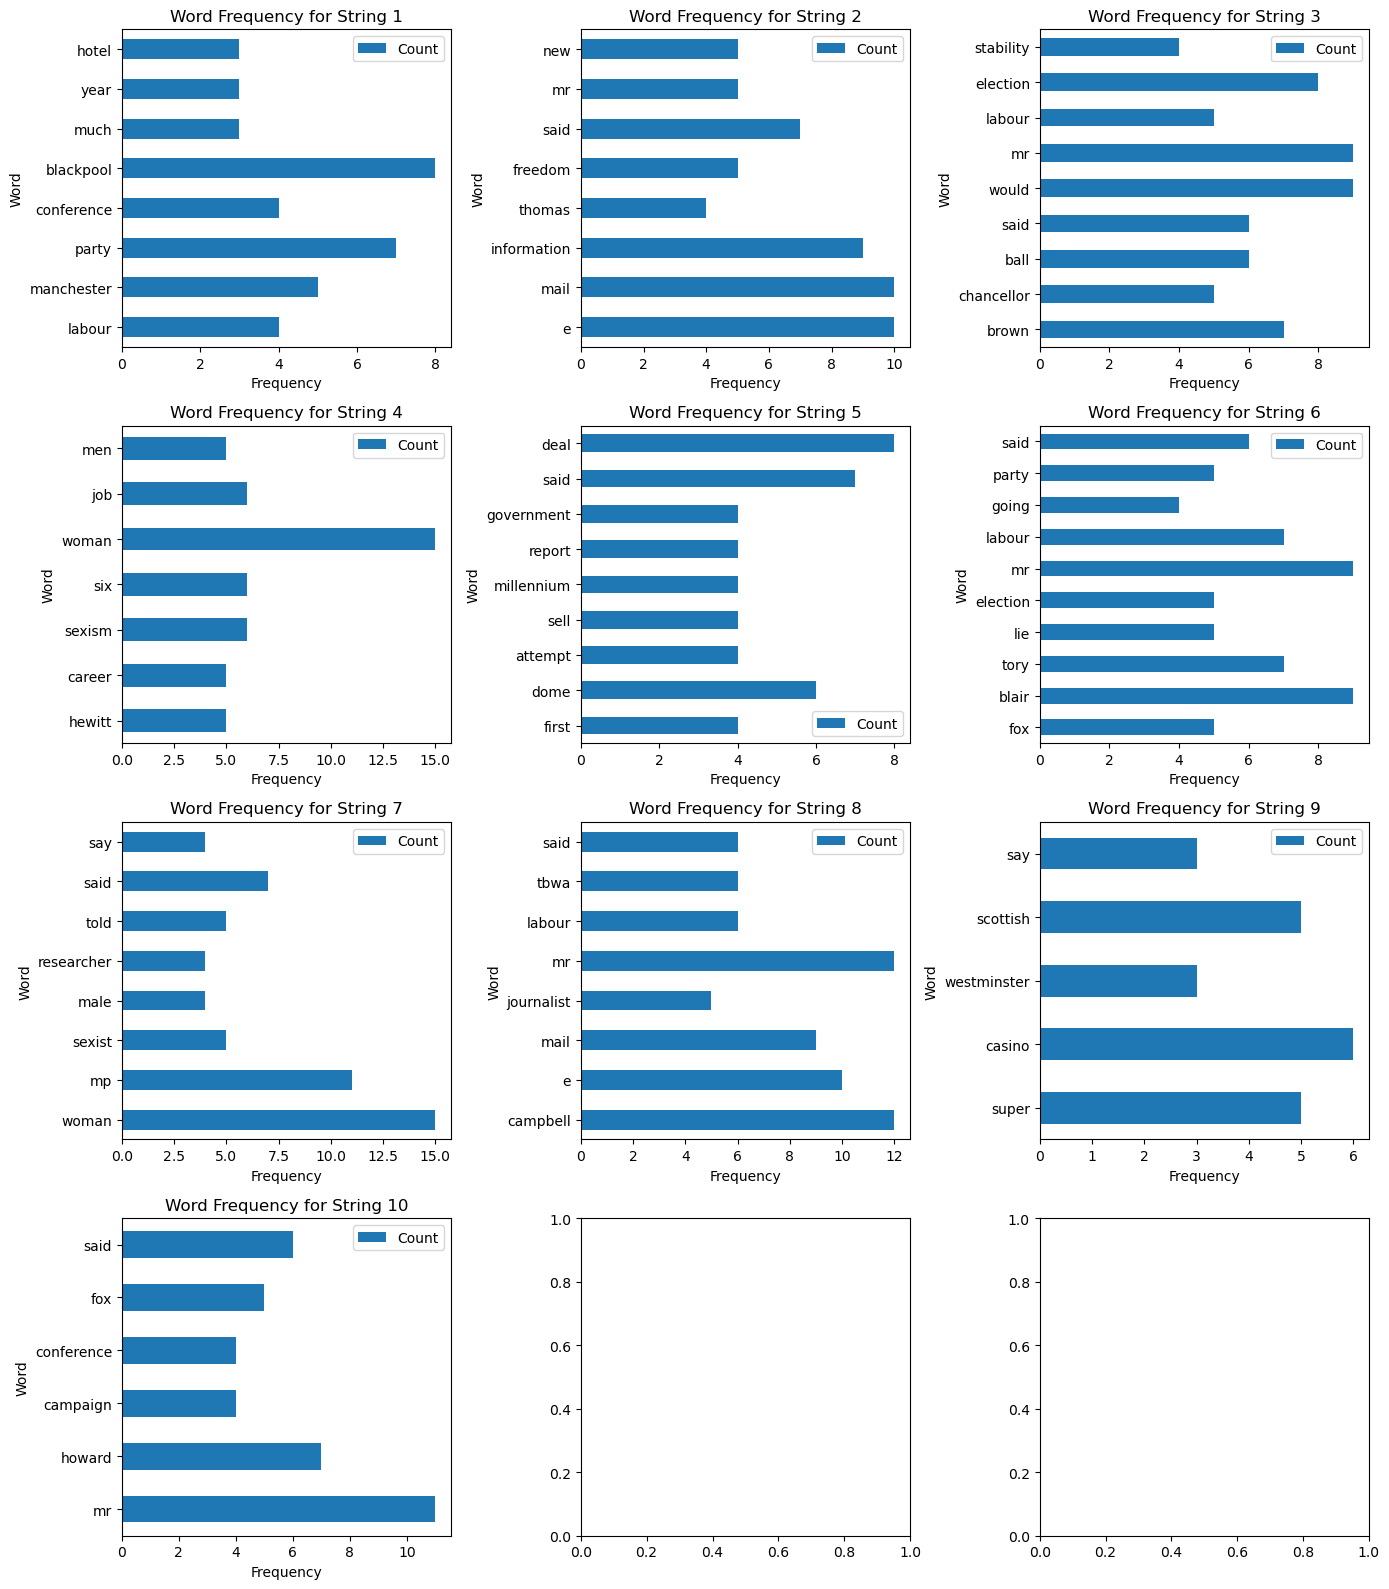 Word Frequency for String 1
Count
Word
hotel
year
much
blackpool
conference
party
manchester
labour
0 2 4 6 8
Frequency
Word Frequency for String 2
Count
Word
new
mr
said
freedom
thomas
information
mail
e
0 2 4 6 8 10
Frequency
Word Frequency for String 3
Count
Word
stability
election
labour
mr
would
said
ball
chancellor
brown
0 2 4 6 8
Frequency
Word Frequency for String 4
Count
Word
men
job
woman
six
sexism
career
hewitt
0.0 2.5 5.0 7.5 10.0 12.5 15.0
Frequency
Word Frequency for String 5
Count
Word
deal
said
government
report
millennium
sell
attempt
dome
first
0 2 4 6 8
Frequency
Word Frequency for String 6
Count
Word
said
party
going
labour
mr
election
lie
tory
blair
fox
0 2 4 6 8
Frequency
Word Frequency for String 7
Count
Word
say
said
told
researcher
male
sexist
mp
woman
0.0 2.5 5.0 7.5 10.0 12.5 15.0
Frequency
Word Frequency for String 8
Count
Word
said
tbwa
labour
mr
journalist
mail
e
campbell
0 2 4 6 8 10 12
Frequency
Word Frequency for String 9
Count
Word
say
scottish
westminster
casino
super
0 1 2 3 4 5 6
Frequency
Word Frequency for String 10
Count
Word
said
fox
conference
campaign
howard
mr
0 2 4 6 8 10
Frequency
1.0
0.8
0.6
0.4
0.2
0.0
0.0 0.2 0.4 0.6 0.8 1.0
1.0
0.8
0.6
0.4
0.2
0.0
0.0 0.2 0.4 0.6 0.8 1.0